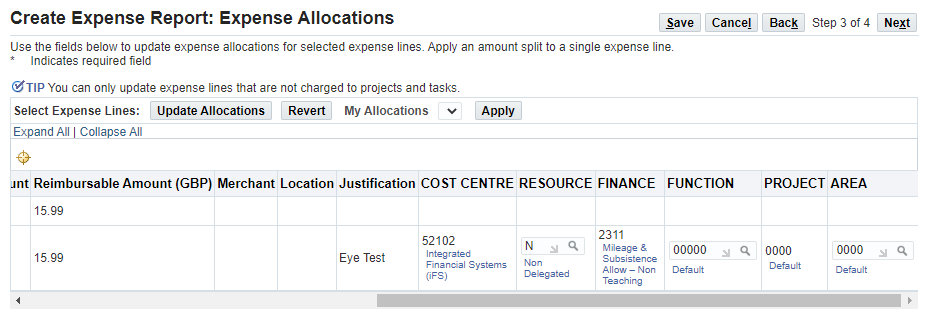 Create Expense Report: Expense Allocations
Save Cancel Back Step 3 of 4 Next
Use the fields below to update expense allocations for selected expense lines. Apply an amount split to a single expense line.
* Indicates required field
TIP You can only update expense lines that are not charged to projects and tasks.
Select Expense Lines: Update Allocations Revert My Allocations Apply
Expand All | Collapse All
unt Reimbursable Amount (GBP) Merchant Location Justification COST CENTRE RESOURCE FINANCE FUNCTION PROJECT AREA
15.99
15.99 Eye Test
52102
Integrated
Financial Systems
(iFS)
N
Non
Delegated
2311
Mileage &
Subsistence
Allow – Non
Teaching
00000
Default
0000
Default
0000
Default